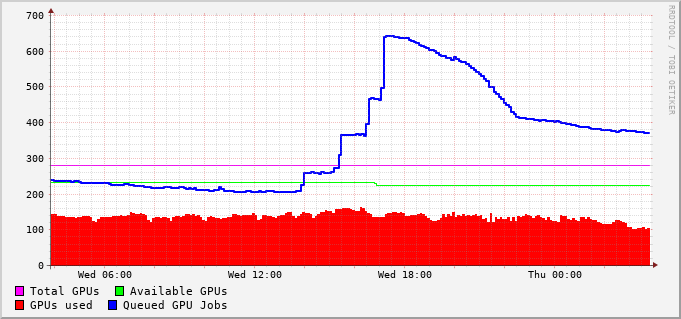 700
600
500
400
300
200
100
0
Wed 06:00 Wed 12:00 Wed 18:00 Thu 00:00
Total GPUs Available GPUs
GPUs used Queued GPU Jobs
RRDTOOL / TOBI OETIKER